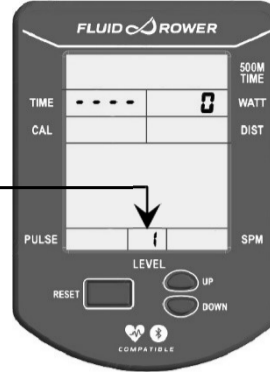 FLUID ROWER
500M
TIME
TIME - - - - 0 WATT
CAL DIST
1
PULSE SPM
LEVEL
RESET UP
DOWN
COMPATIBLE